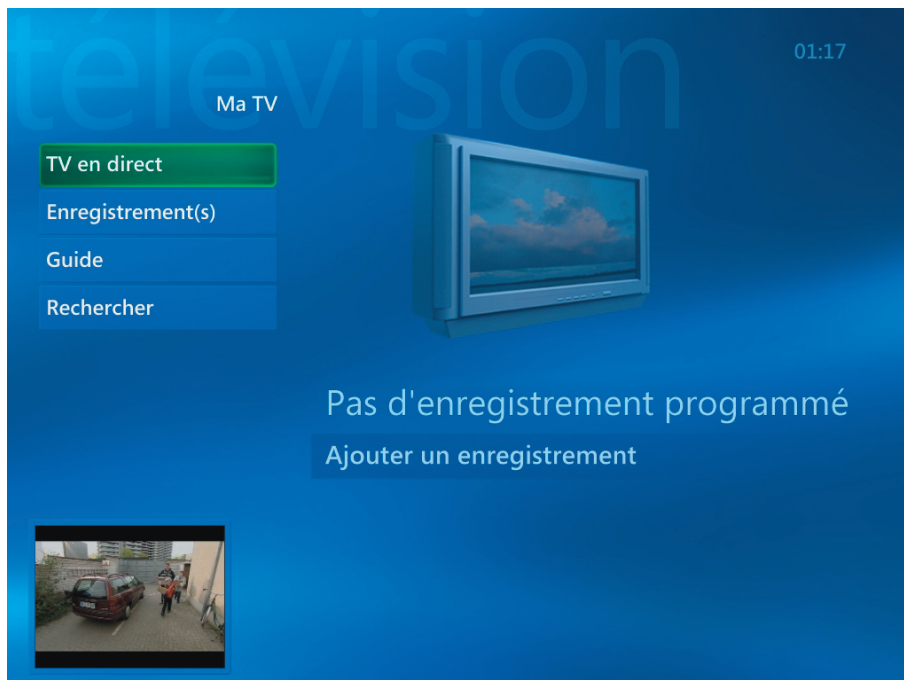 télévision
01:17
Ma TV
TV en direct
Enregistrement(s)
Guide
Rechercher
Pas d'enregistrement programmé
Ajouter un enregistrement